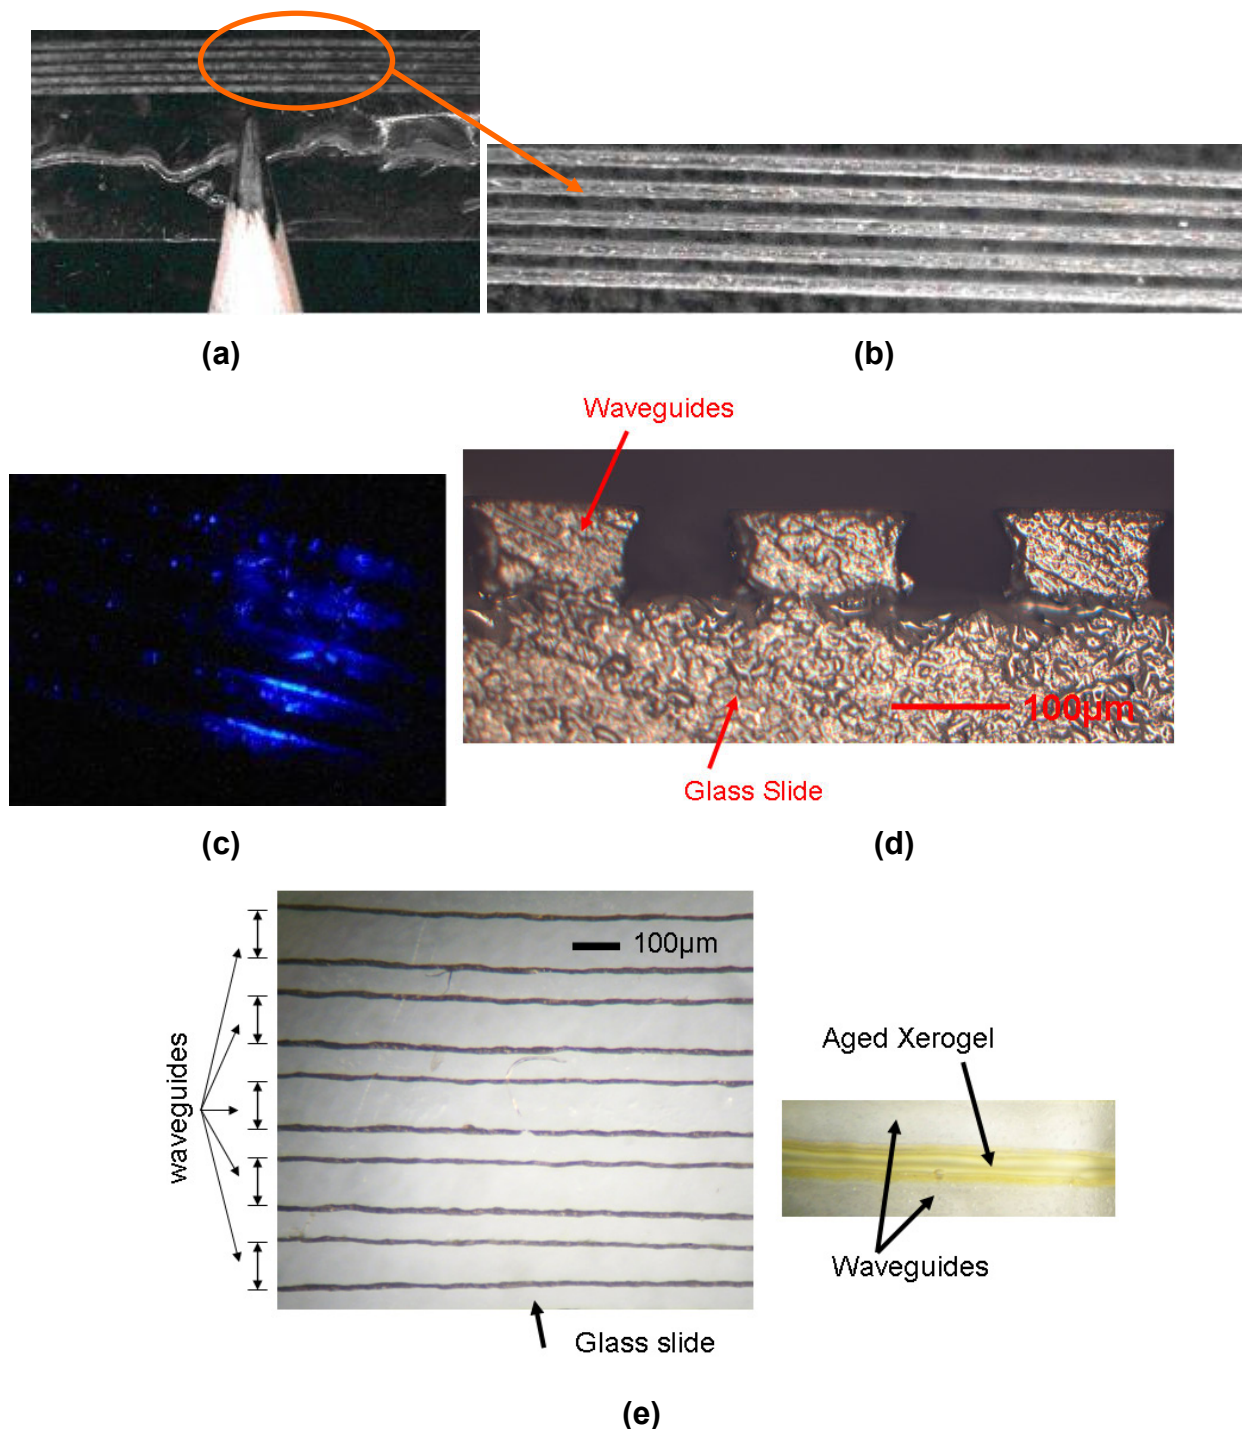 (a)
(b)
Waveguides
100μm
Glass Slide
(c)
(d)
100μm
waveguides
Aged Xerogel
Waveguides
Glass slide
(e)